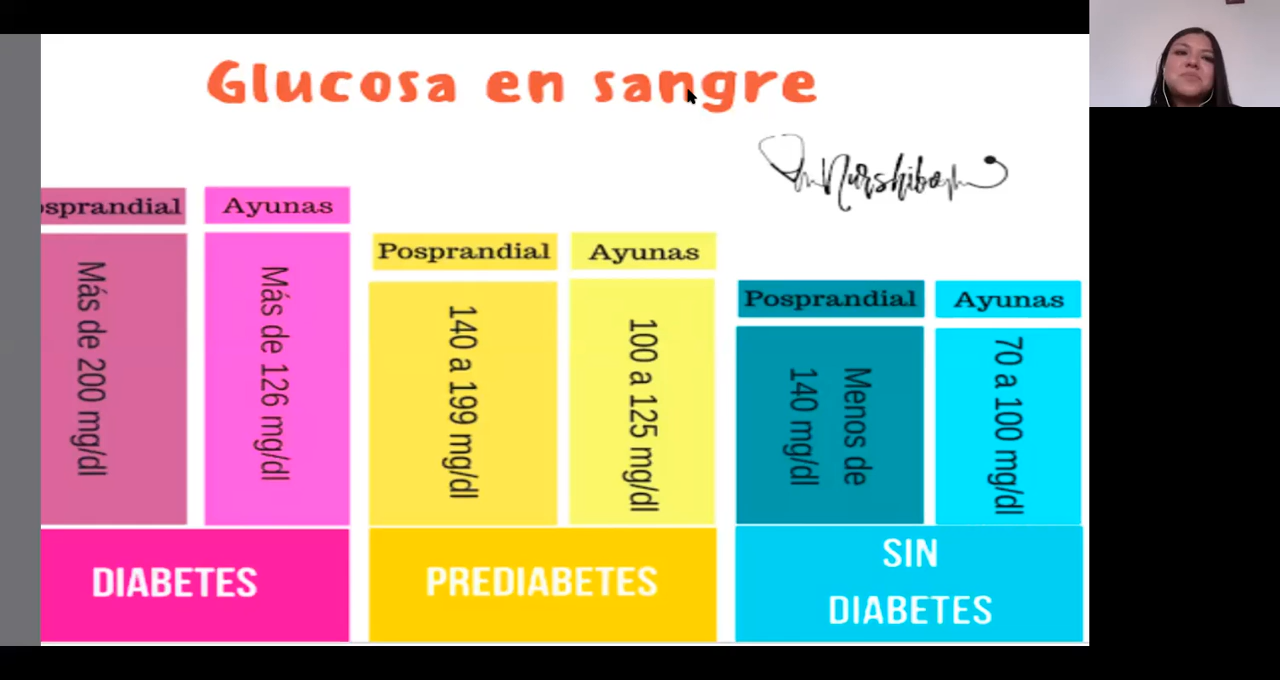 Glucosa en sangre
Nurshiba
osprandial
Ayunas
Más de 200 mg/dl
Más de 126 mg/dl
DIABETES
Posprandial
Ayunas
140 a 199 mg/dl
100 a 125 mg/dl
PREDIABETES
Posprandial
Ayunas
Menos de
140 mg/dl
70 a 100 mg/dl
SIN
DIABETES